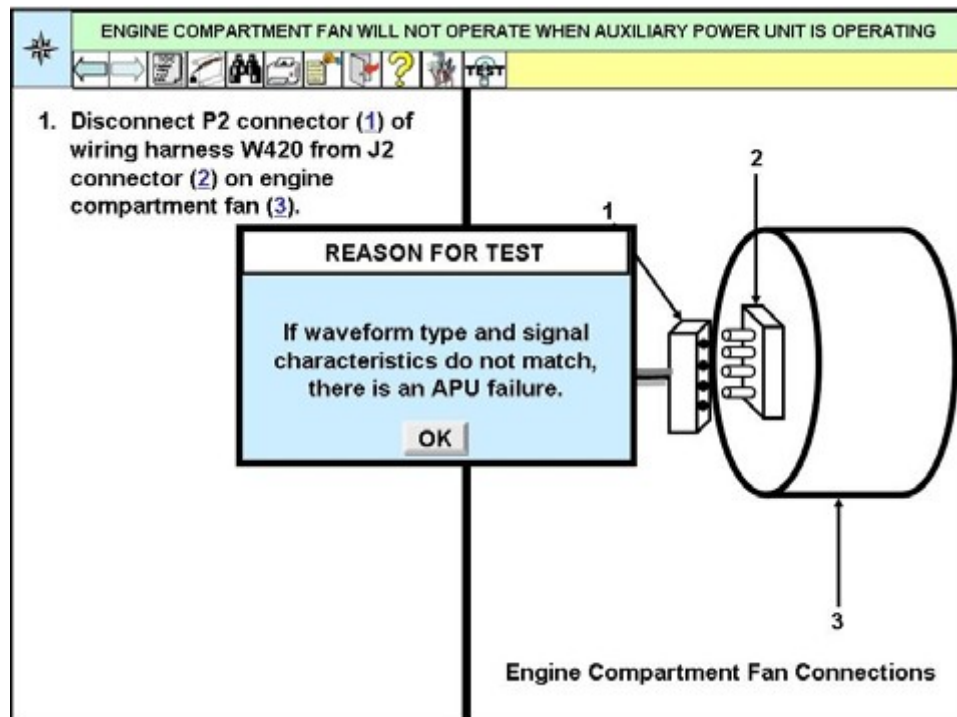 ENGINE COMPARTMENT FAN WILL NOT OPERATE WHEN AUXILIARY POWER UNIT IS OPERATING
TEST
1. Disconnect P2 connector (1) of
wiring harness W420 from J2
connector (2) on engine
compartment fan (3).
REASON FOR TEST
If waveform type and signal
characteristics do not match,
there is an APU failure.
OK
1
2
3
Engine Compartment Fan Connections